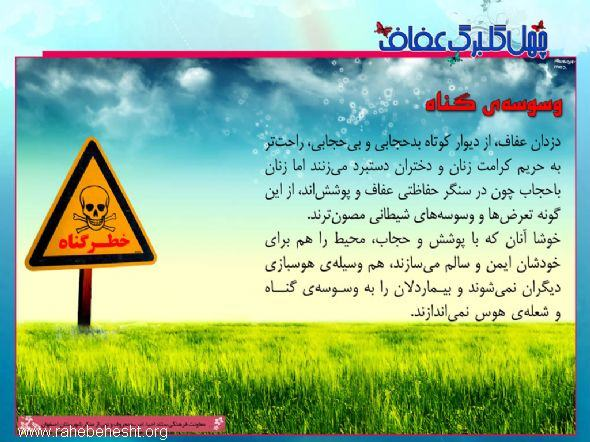 چهل گلبرگ عفاف
وسوسه‌ی گناه
دزدان عفاف، از دیوار کوتاه بدحجابی و بی‌حجابی، راحت‌تر
به حریم کرامت زنان و دختران دستبرد می‌زنند اما زنان
باحجاب چون در سنگر حفاظتی عفاف و پوشش‌اند، از این
گونه تعرض‌ها و وسوسه‌های شیطانی مصون‌ترند.
خوشا آنان که با پوشش و حجاب، محیط را هم برای
خودشان ایمن و سالم می‌سازند، هم وسیله‌ی هوسبازی
دیگران نمی‌شوند و بیماردلان را به وسوسه‌ی گناه
و شعله‌ی هوس نمی‌اندازند.
خطر گناه
www.rahebehesht.org